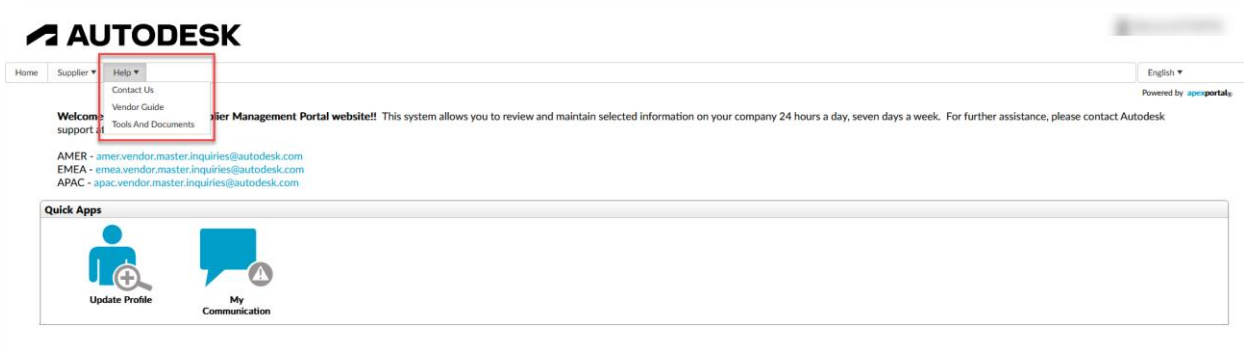 AUTODESK
Home Supplier ▼ Help ▼ English ▼
Contact Us
Vendor Guide
Tools And Documents
Powered by apexportal®
Welcome lier Management Portal website!! This system allows you to review and maintain selected information on your company 24 hours a day, seven days a week. For further assistance, please contact Autodesk
support
AMER - amer.vendor.master.inquiries@autodesk.com
EMEA - emea.vendor.master.inquiries@autodesk.com
APAC - apac.vendor.master.inquiries@autodesk.com
Quick Apps
Update Profile
My
Communication